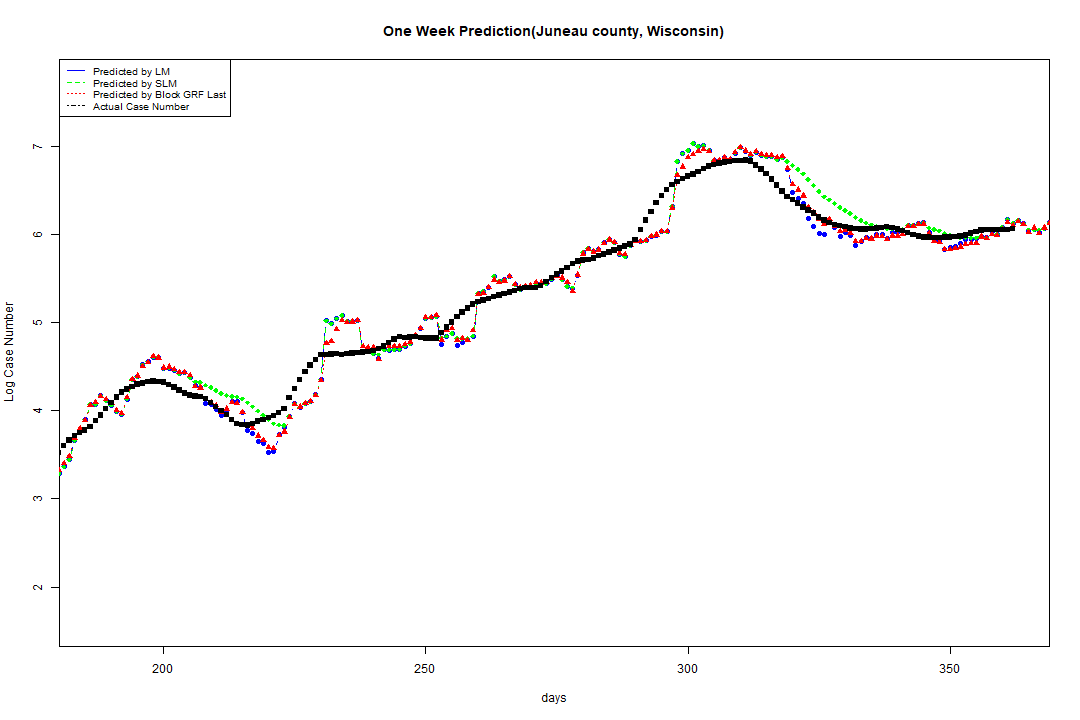 One Week Prediction(Juneau county, Wisconsin)
Predicted by LM
Predicted by SLM
Predicted by Block GRF Last
Actual Case Number
7
6
5
4
3
2
Log Case Number
200 250 300 350
days